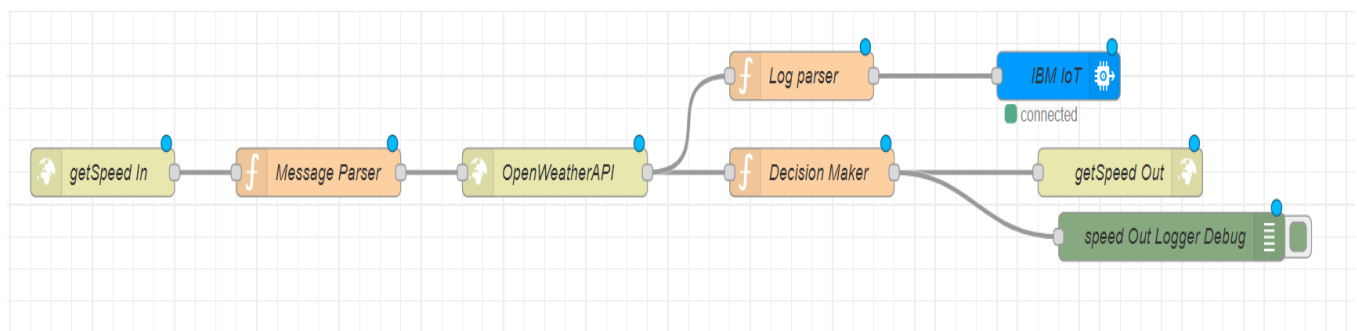 Log parser
IBM IoT
connected
getSpeed In
Message Parser
OpenWeatherAPI
Decision Maker
getSpeed Out
speed Out Logger Debug